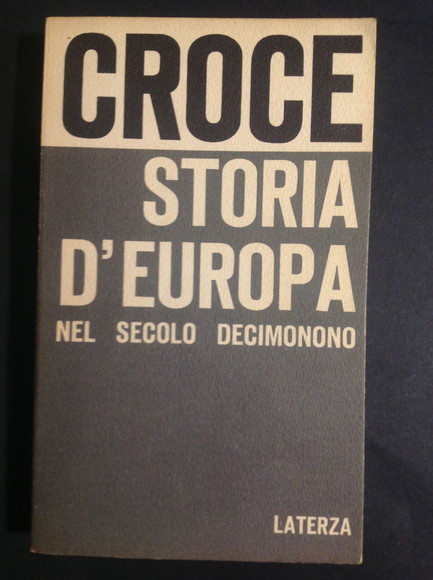 CROCE
STORIA
D'EUROPA
NEL SECOLO DECIMONONO
LATERZA